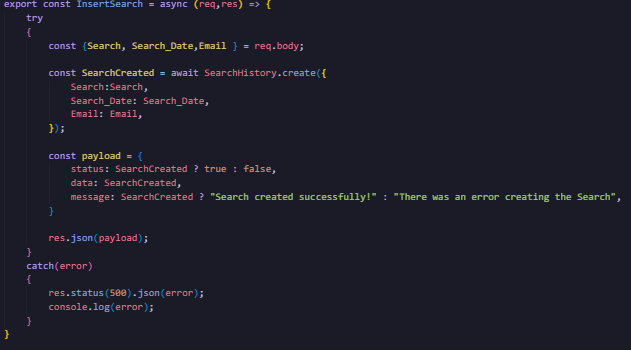 export const InsertSearch = async (req,res) => {
    try
    {
        const {Search, Search_Date,Email } = req.body;

        const SearchCreated = await SearchHistory.create({
            Search:Search,
            Search_Date: Search_Date,
            Email: Email,
        });

        const payload = {
            status: SearchCreated ? true : false,
            data: SearchCreated,
            message: SearchCreated ? "Search created successfully!" : "There was an error creating the Search",
        }

        res.json(payload);
    }
    catch(error)
    {
        res.status(500).json(error);
        console.log(error);
    }
}